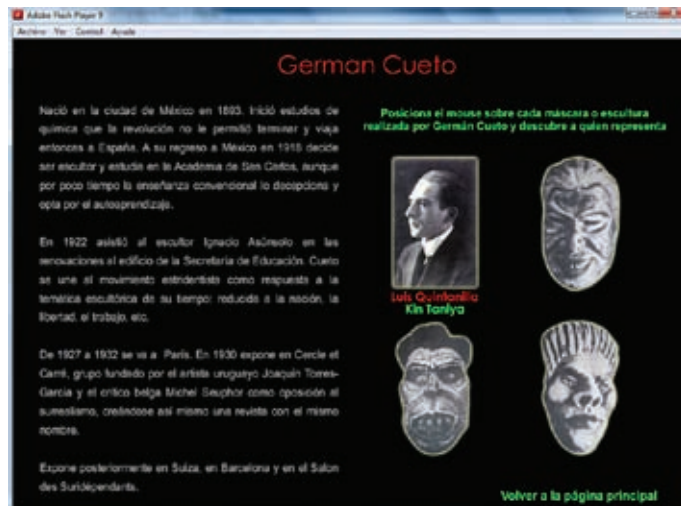 Adobe Flash Player 9
Archivo Ver Control Ayuda
German Cueto
Nació en la ciudad de México en 1893. Inició estudios de
química que la revolución no le permitió terminar y viaja
entonces a España. A su regreso a México en 1918 decide
ser escultor y estudia en la Academia de San Carlos, aunque
por poco tiempo la enseñanza convencional lo decepciona y
opta por el autoaprendizaje.
En 1922 asistió al escultor Ignacio Asúnsolo en las
renovaciones al edificio de la Secretaría de Educación. Cueto
se une al movimiento estridentista como respuesta a la
temática escultórica de su tiempo: reducida a la nación, la
libertad, el trabajo, etc.
De 1927 a 1932 se va a París. En 1930 expone en Cercle et
Carré, grupo fundado por el artista uruguayo Joaquín Torres-
García y el crítico belga Michel Seuphor como oposición al
surrealismo, creándose así mismo una revista con el mismo
nombre.
Expone posteriormente en Suiza, en Barcelona y en el Salon
des Suridépendants.
Posiciona el mouse sobre cada máscara o escultura
realizada por Germán Cueto y descubre a quien representa
Luis Quintanilla
Kin Taniya
Volver a la página principal